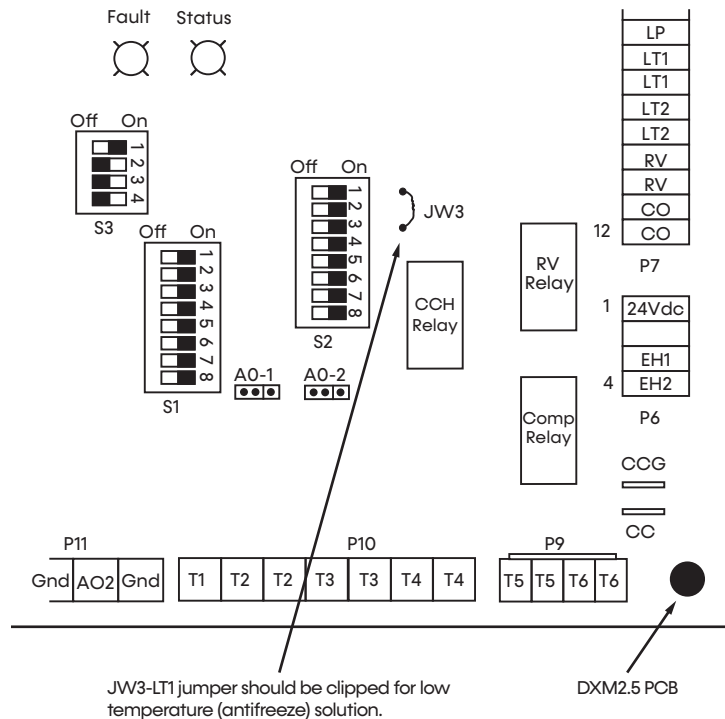 Fault Status
LP
LT1
LT1
LT2
LT2
RV
RV
CO
12 CO
P7
Off On
1
2
3
4
S3
Off On
1
2
3
4
5
6
7
8
S1
Off On
1
2
3
4
5
6
7
8
S2
JW3
CCH
Relay
RV
Relay
1 24Vdc
EH1
4 EH2
P6
A0-1 A0-2
Comp
Relay
CCG
CC
P11
Gnd AO2 Gnd
P10
T1 T2 T2 T3 T3 T4 T4
P9
T5 T5 T6 T6
JW3-LT1 jumper should be clipped for low
temperature (antifreeze) solution.
DXM2.5 PCB